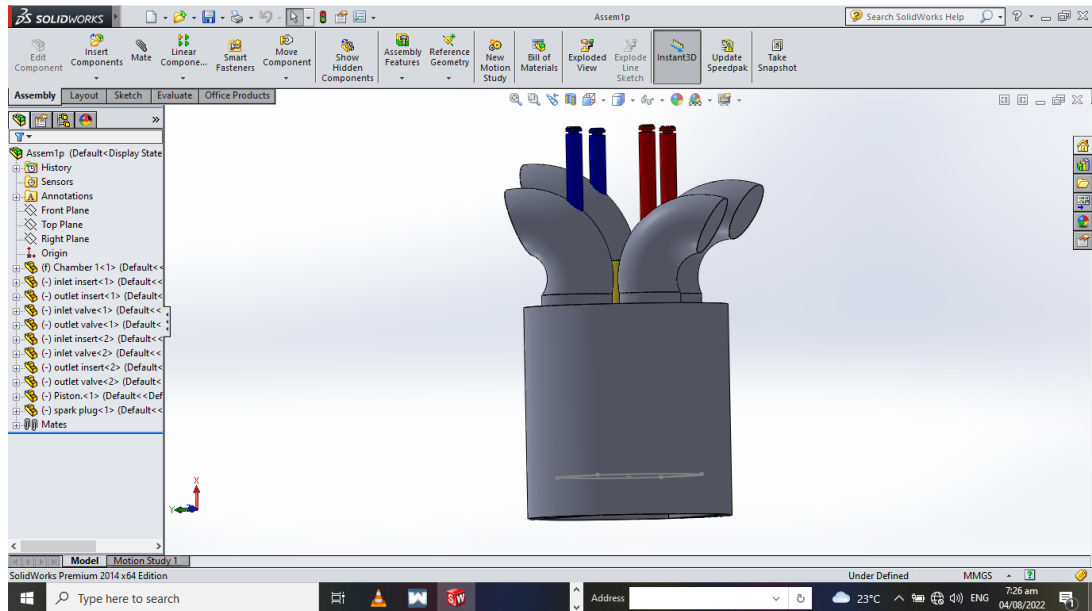 SOLIDWORKS
Assem1p
Search SolidWorks Help
Edit Component
Insert Components
Mate
Linear Compone...
Smart Fasteners
Move Component
Show Hidden Components
Assembly Features
Reference Geometry
New Motion Study
Bill of Materials
Exploded View
Explode Line Sketch
Instant3D
Update Speedpak
Take Snapshot
Assembly Layout Sketch Evaluate Office Products
Assem1p (Default<Display State
History
Sensors
Annotations
Front Plane
Top Plane
Right Plane
Origin
(f) Chamber 1<1> (Default<<
(-) inlet insert<1> (Default<<
(-) outlet insert<1> (Default<
(-) inlet valve<1> (Default<<
(-) outlet valve<1> (Default<
(-) inlet insert<2> (Default<<
(-) inlet valve<2> (Default<<
(-) outlet insert<2> (Default<
(-) outlet valve<2> (Default<
(-) Piston.<1> (Default<<Def
(-) spark plug<1> (Default<<
Mates
X
Y
Model Motion Study 1
SolidWorks Premium 2014 x64 Edition
Under Defined MMGS
Type here to search
Address
23°C
ENG
7:26 am
04/08/2022